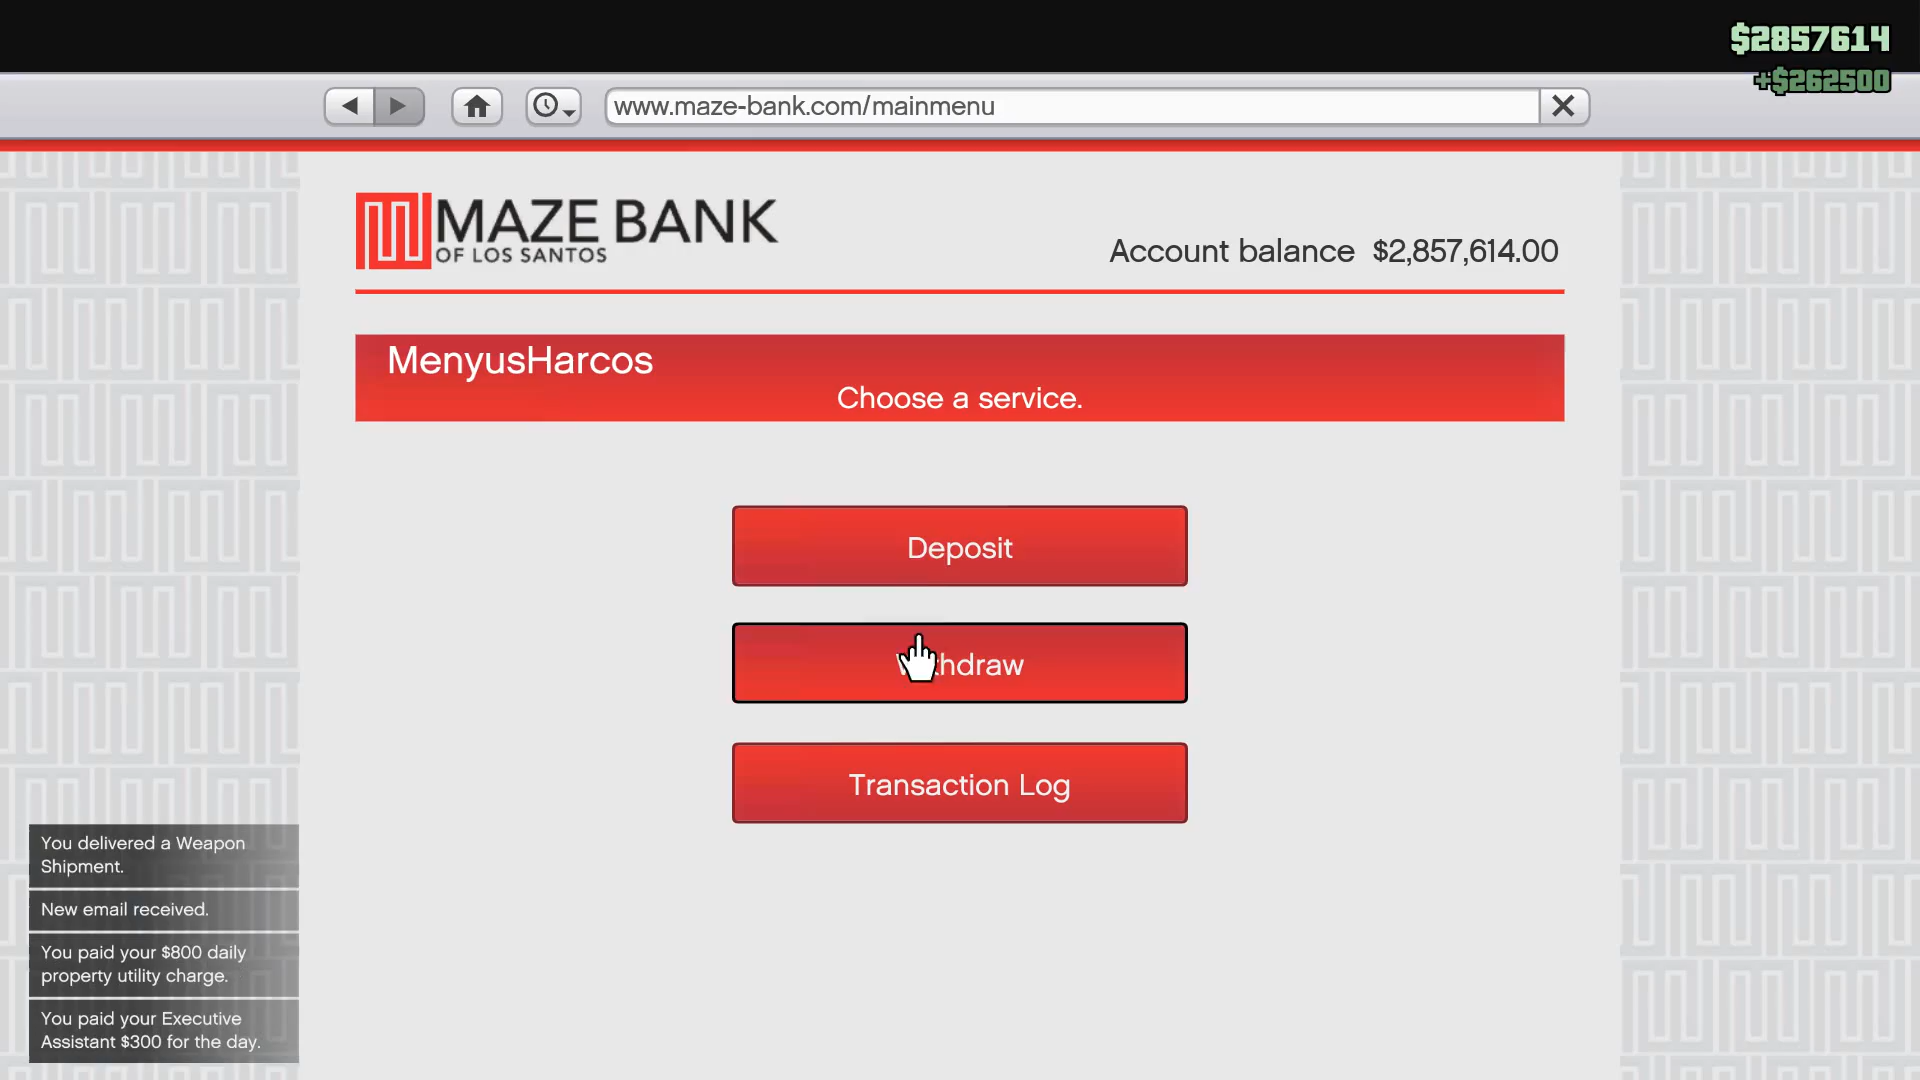 $2857614
+$262500
www.maze-bank.com/mainmenu
MAZE BANK
OF LOS SANTOS
Account balance $2,857,614.00
MenyusHarcos
Choose a service.
Deposit
Withdraw
Transaction Log
You delivered a Weapon
Shipment.
New email received.
You paid your $800 daily
property utility charge.
You paid your Executive
Assistant $300 for the day.